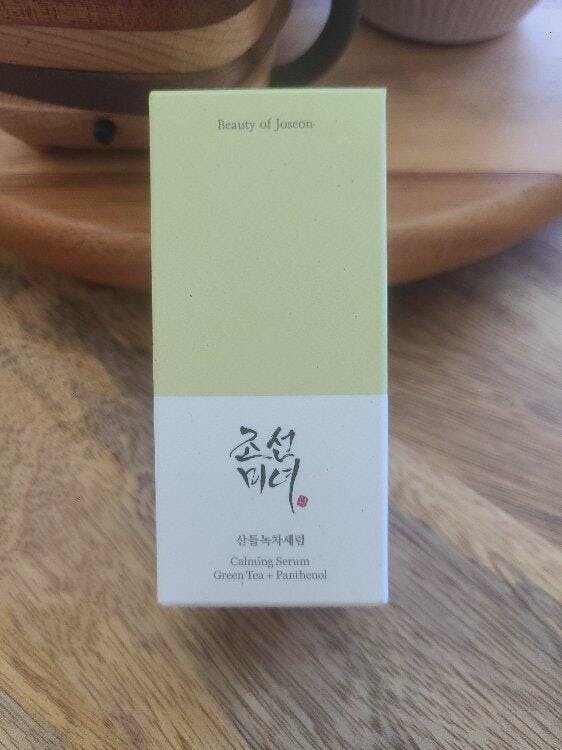 Beauty of Joseon
조선
미녀
산들녹차세럼
Calming Serum
Green Tea + Panthenol